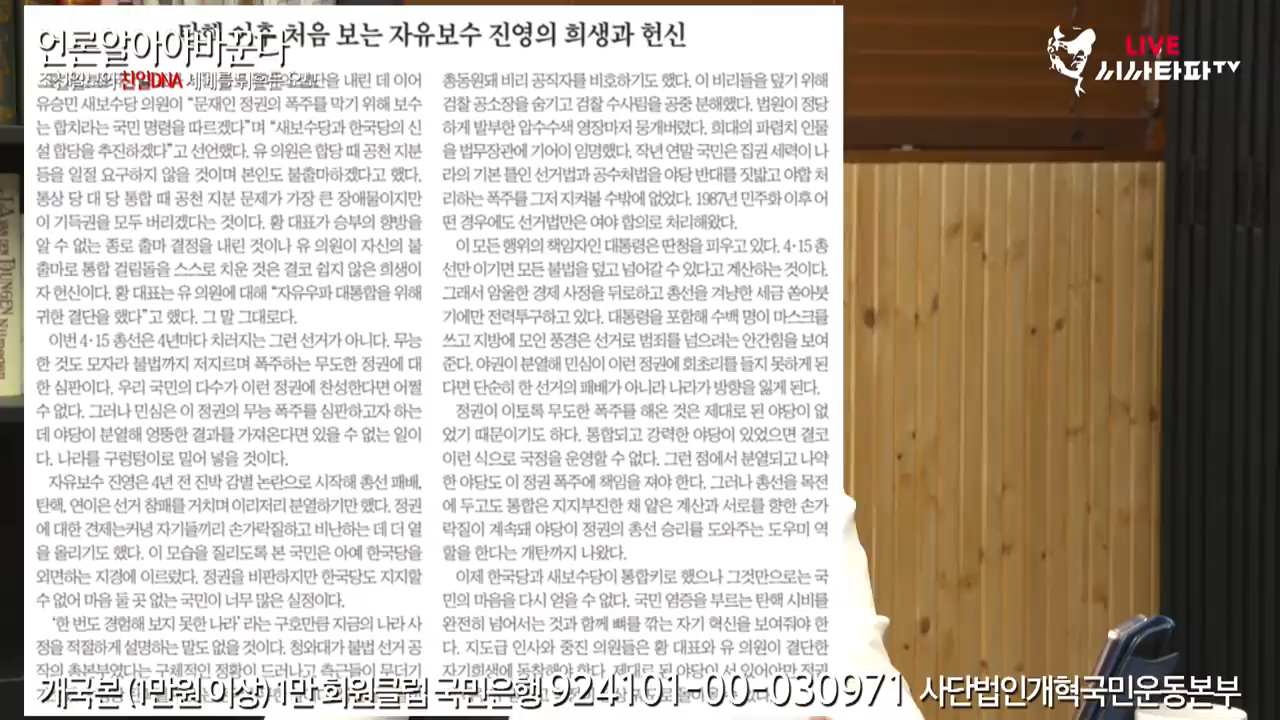 탄핵 이후 처음 보는 자유보수 진영의 희생과 헌신
언론알아야바꾼다
친일DNA
LIVE
시사타파TV
을 내린 데 이어
유승민 새보수당 의원이 “문재인 정권의 폭주를 막기 위해 보수
는 합치라는 국민 명령을 따르겠다”며 “새보수당과 한국당의 신
설 합당을 추진하겠다”고 선언했다. 유 의원은 합당 때 공천 지분
등을 일절 요구하지 않을 것이며 본인도 불출마하겠다고 했다.
통상 당 대 당 통합 때 공천 지분 문제가 가장 큰 장애물이지만
이 기득권을 모두 버리겠다는 것이다. 황 대표가 승부의 향방을
알 수 없는 종로 출마 결정을 내린 것이나 유 의원이 자신의 불
출마로 통합 걸림돌을 스스로 치운 것은 결코 쉽지 않은 희생이
자 헌신이다. 황 대표는 유 의원에 대해 “자유우파 대통합을 위해
귀한 결단을 했다”고 했다. 그 말 그대로다.
이번 4·15 총선은 4년마다 치러지는 그런 선거가 아니다. 무능
한 것도 모자라 불법까지 저지르며 폭주하는 무도한 정권에 대
한 심판이다. 우리 국민의 다수가 이런 정권에 찬성한다면 어쩔
수 없다. 그러나 민심은 이 정권의 무능 폭주를 심판하고자 하는
데 야당이 분열해 엉뚱한 결과를 가져온다면 있을 수 없는 일이
다. 나라를 구렁텅이로 밀어 넣을 것이다.
자유보수 진영은 4년 전 진박 감별 논란으로 시작해 총선 패배,
탄핵, 연이은 선거 참패를 거치며 이리저리 분열하기만 했다. 정권
에 대한 견제는커녕 자기들끼리 손가락질하고 비난하는 데 더 열
을 올리기도 했다. 이 모습을 질리도록 본 국민은 아예 한국당을
외면하는 지경에 이르렀다. 정권을 비판하지만 한국당도 지지할
수 없어 마음 둘 곳 없는 국민이 너무 많은 실정이다.
‘한 번도 경험해 보지 못한 나라’라는 구호만큼 지금의 나라 사
정을 적절하게 설명하는 말도 없을 것이다. 청와대가 불법 선거 공
작의 총본부였다는 구체적인 정황이 드러나고 측근들이 무더기
총동원돼 비리 공직자를 비호하기도 했다. 이 비리들을 덮기 위해
검찰 공소장을 숨기고 검찰 수사팀을 공중 분해했다. 법원이 정당
하게 발부한 압수수색 영장마저 뭉개버렸다. 희대의 파렴치 인물
을 법무장관에 기어이 임명했다. 작년 연말 국민은 집권 세력이 나
라의 기본 틀인 선거법과 공수처법을 야당 반대를 짓밟고 야합 처
리하는 폭주를 그저 지켜볼 수밖에 없었다. 1987년 민주화 이후 어
떤 경우에도 선거법만은 여야 합의로 처리해왔다.
이 모든 행위의 책임자인 대통령은 딴청을 피우고 있다. 4·15 총
선만 이기면 모든 불법을 덮고 넘어갈 수 있다고 계산하는 것이다.
그래서 암울한 경제 사정을 뒤로하고 총선을 겨냥한 세금 쏟아붓
기에만 전력투구하고 있다. 대통령을 포함해 수백 명이 마스크를
쓰고 지방에 모인 풍경은 선거로 범죄를 넘으려는 안간힘을 보여
준다. 야권이 분열해 민심이 이런 정권에 회초리를 들지 못하게 된
다면 단순히 한 선거의 패배가 아니라 나라가 방향을 잃게 된다.
정권이 이토록 무도한 폭주를 해온 것은 제대로 된 야당이 없
었기 때문이기도 하다. 통합되고 강력한 야당이 있었으면 결코
이런 식으로 국정을 운영할 수 없다. 그런 점에서 분열되고 나약
한 야당도 이 정권 폭주에 책임을 져야 한다. 그러나 총선을 목전
에 두고도 통합은 지지부진한 채 얄은 계산과 서로를 향한 손가
락질이 계속돼 야당이 정권의 총선 승리를 도와주는 도우미 역
할을 한다는 개탄까지 나왔다.
이제 한국당과 새보수당이 통합키로 했으나 그것만으로는 국
민의 마음을 다시 얻을 수 없다. 국민 염증을 부르는 탄핵 시비를
완전히 넘어서는 것과 함께 뼈를 깎는 자기 혁신을 보여줘야 한
다. 지도급 인사와 중진 의원들은 황 대표와 유 의원이 결단한
자기희생에 동참해야 한다. 제대로 된 야당이 서 있어야만 정권
개국본 (1만원 이상) 1만 회원클럽 국민은행 924101-00-030971 사단법인개혁국민운동본부